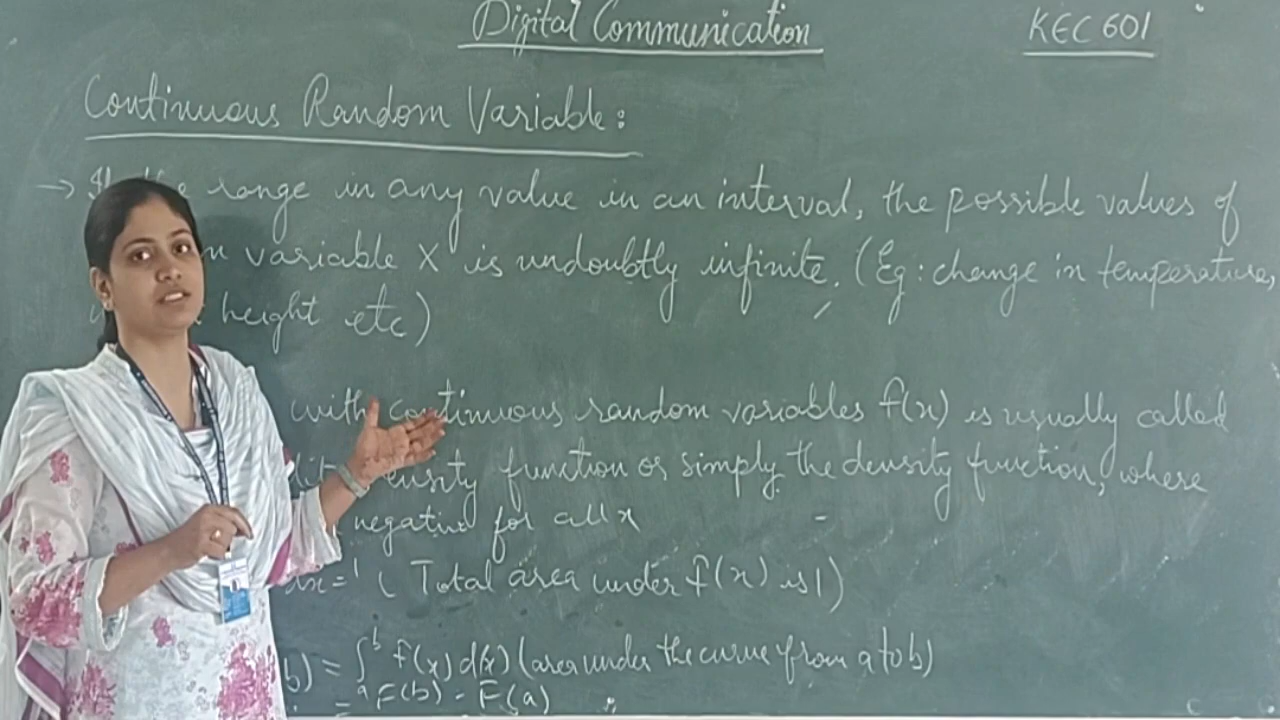 Digital Communication
KEC 601
Continuous Random Variable:
→ range in any value in an interval, the possible values of
variable X is undoubtly infinite. (Eg: change in temperature,
height etc)
with continuous random variables f(x) is usually called
density function or simply the density function, where
negative for all x
dx=1 ( Total area under f(x) is 1)
b) = ∫_a^b f(x) d(x) (area under the curve from a to b)
= F(b) - F(a)